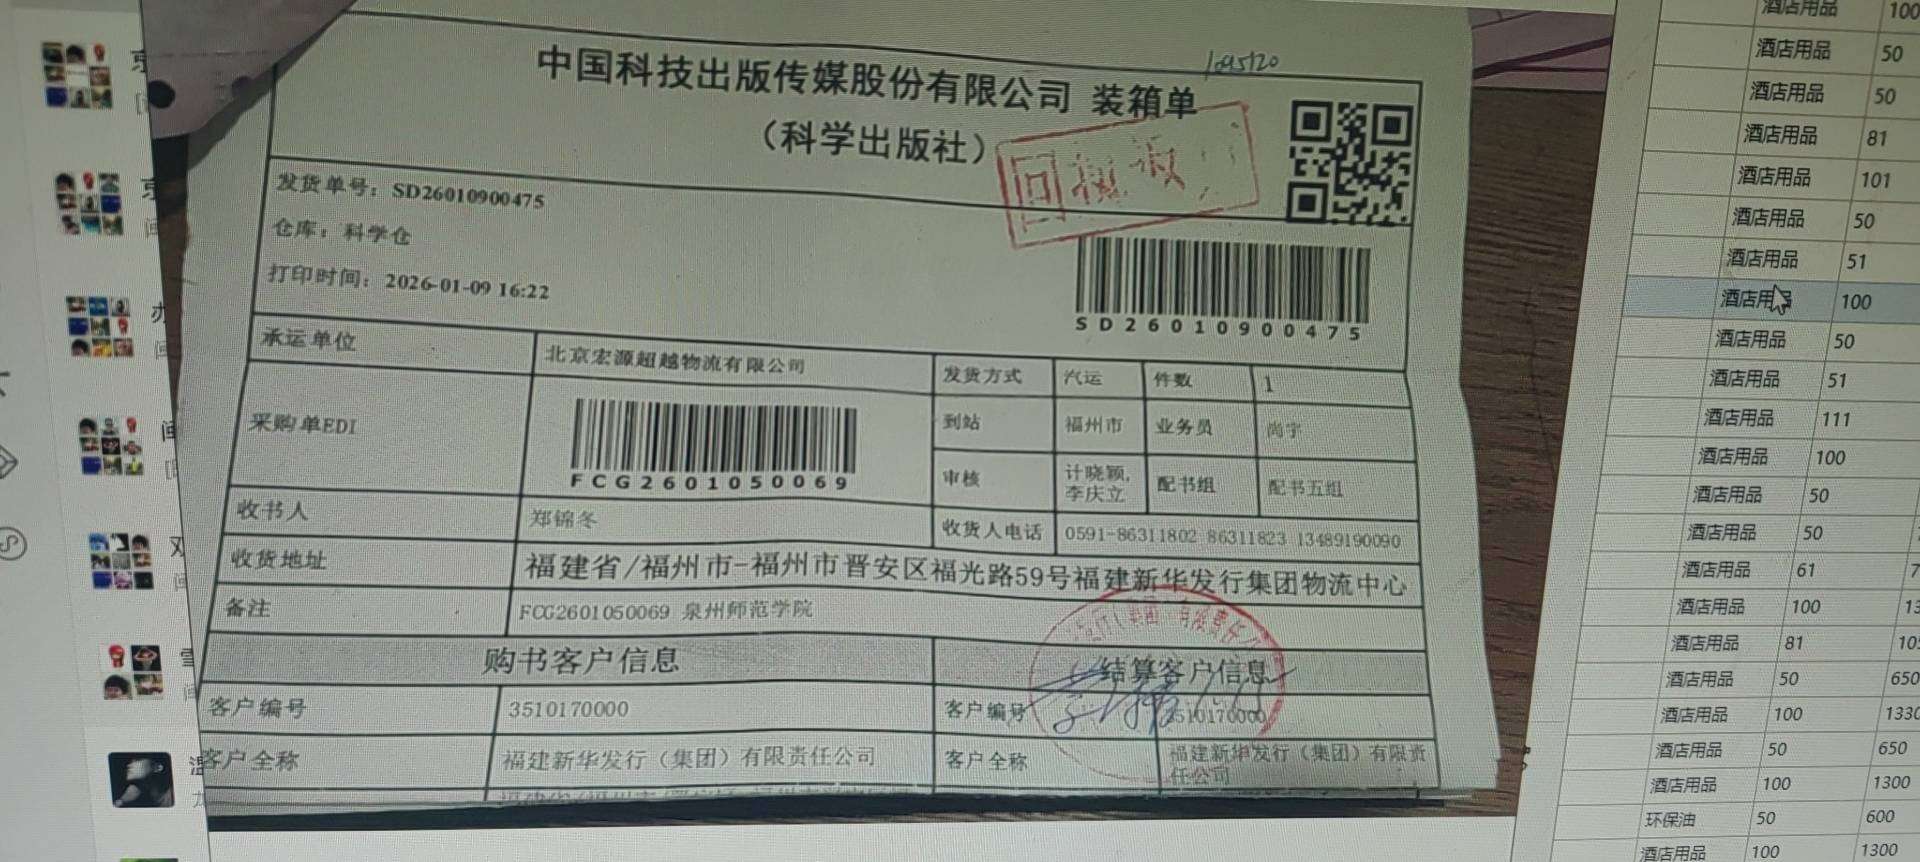 中国科技出版传媒股份有限公司 装箱单
（科学出版社）
发货单号：SD26010900475
仓库：科学仓
打印时间：2026-01-09 16:22
SD26010900475
承运单位 北京宏源超越物流有限公司 发货方式 汽运 件数 1
采购单EDI FCG2601050069
到站 福州市 业务员 尚宇
审核 计晓颖,李庆立 配书组 配书五组
收书人 郑锦冬 收货人电话 0591-86311802 86311823 13489190090
收货地址 福建省/福州市-福州市晋安区福光路59号福建新华发行集团物流中心
备注 FCG2601050069 泉州师范学院
购书客户信息 结算客户信息
客户编号 3510170000 客户编号 3510170000
客户全称 福建新华发行（集团）有限责任公司 客户全称 福建新华发行（集团）有限责任公司
酒店用品 100
酒店用品 50
酒店用品 50
酒店用品 81
酒店用品 101
酒店用品 50
酒店用品 51
酒店用品 100
酒店用品 50
酒店用品 51
酒店用品 111
酒店用品 100
酒店用品 50
酒店用品 50
酒店用品 61
酒店用品 100
酒店用品 81
酒店用品 50 650
酒店用品 100 1330
酒店用品 50 650
酒店用品 100 1300
环保油 50 600
酒店用品 100 1300